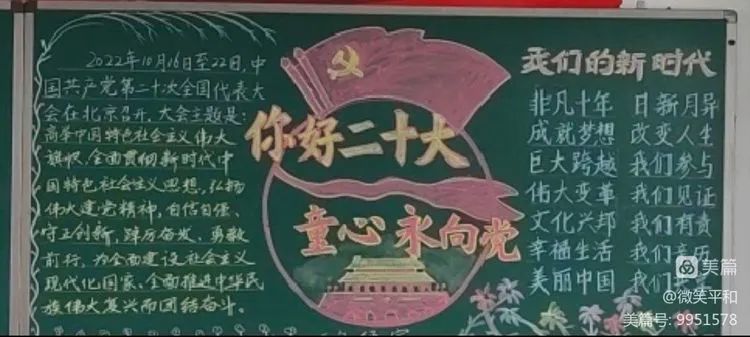 2022年10月16日至22日,中
国共产党第二十次全国代表大
会在北京召开,大会主题是:
高举中国特色社会主义伟大
旗帜,全面贯彻新时代中
国特色社会主义思想,弘扬
伟大建党精神,自信自强、
守正创新,踔厉奋发、勇毅
前行,为全面建设社会主义
现代化国家、全面推进中华民
族伟大复兴而团结奋斗.
你好二十大
童心永向党
我们的新时代
非凡十年 日新月异
成就梦想 改变人生
巨大跨越 我们参与
伟大变革 我们见证
文化兴邦 我们有责
幸福生活 我们
美丽中国 我们
美篇
@微笑平和
美篇号: 9951578